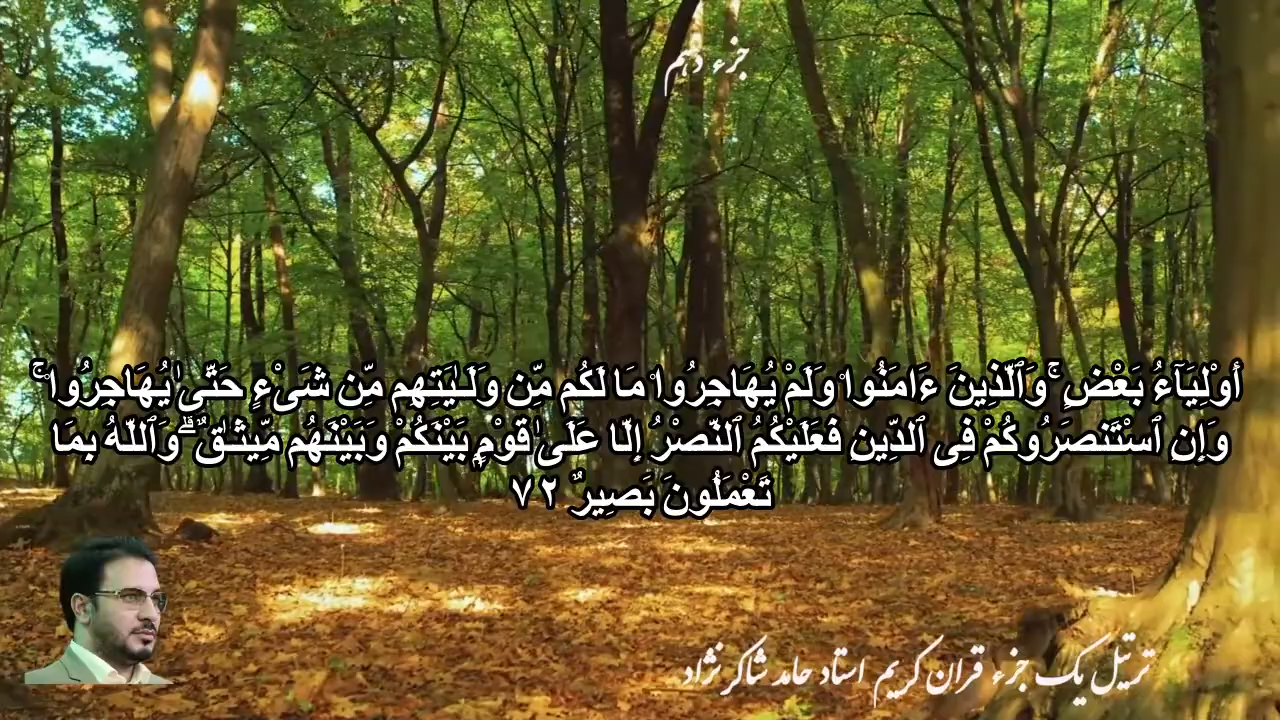 جزء دهم
أَوْلِيَآءُ بَعْضٍ ۚ وَٱلَّذِينَ ءَامَنُوا۟ وَلَمْ يُهَاجِرُوا۟ مَا لَكُم مِّن وَلَـٰيَتِهِم مِّن شَىْءٍ حَتَّىٰ يُهَاجِرُوا۟ ۚ
وَإِنِ ٱسْتَنصَرُوكُمْ فِى ٱلدِّينِ فَعَلَيْكُمُ ٱلنَّصْرُ إِلَّا عَلَىٰ قَوْمٍۭ بَيْنَكُمْ وَبَيْنَهُم مِّيثَـٰقٌ ۗ وَٱللَّهُ بِمَا
تَعْمَلُونَ بَصِيرٌ ٧٢
ترتیل یک جزء قران کریم استاد حامد شاکرنژاد